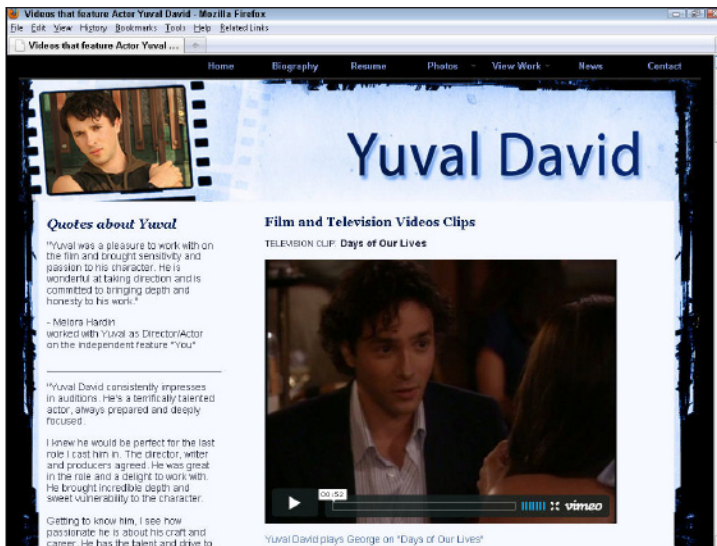 Videos that feature Actor Yuval David - Mozilla Firefox
File Edit View History Bookmarks Tools Help Related Links
Videos that feature Actor Yuval ...
Home Biography Resume Photos View Work News Contact
Yuval David
Quotes about Yuval
"Yuval was a pleasure to work with on
the film and brought sensitivity and
passion to his character. He is
wonderful at taking direction and is
committed to bringing depth and
honesty to his work."
- Melora Hardin
worked with Yuval as Director/Actor
on the independent feature "You"
"Yuval David consistently impresses
in auditions. He's a terrifically talented
actor, always prepared and deeply
focused.
I knew he would be perfect for the last
role I cast him in. The director, writer
and producers agreed. He was great
in the role and a delight to work with.
He brought incredible depth and
sweet vulnerability to the character.
Getting to know him, I see how
passionate he is about his craft and
career. He has the talent and drive to
Film and Television Videos Clips
TELEVISION CLIP: Days of Our Lives
00:52
vimeo
Yuval David plays George on "Days of Our Lives"